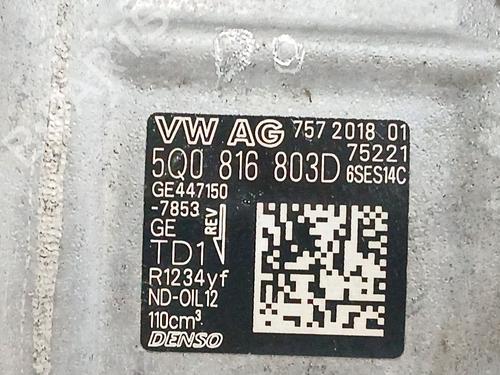 VW AG 757 2018 01
75221
5Q0 816 803D 6SES14C
GE447150
-7853
GE
REV
TD1
R1234yf
ND-OIL12
110cm³
DENSO